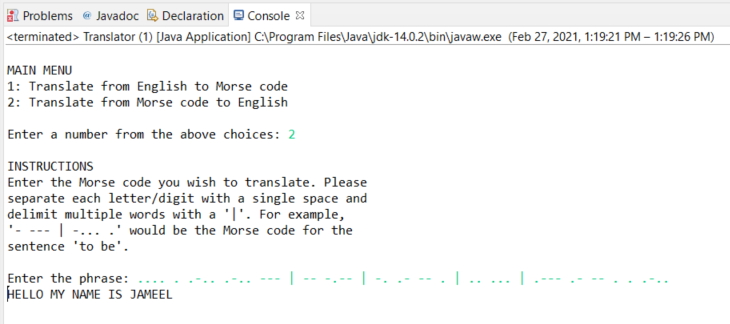 Problems @ Javadoc Declaration Console
<terminated> Translator (1) [Java Application] C:\Program Files\Java\jdk-14.0.2\bin\javaw.exe (Feb 27, 2021, 1:19:21 PM – 1:19:26 PM)
MAIN MENU
1: Translate from English to Morse code
2: Translate from Morse code to English
Enter a number from the above choices: 2
INSTRUCTIONS
Enter the Morse code you wish to translate. Please
separate each letter/digit with a single space and
delimit multiple words with a '|'. For example,
'- --- | -... .' would be the Morse code for the
sentence 'to be'.
Enter the phrase: .... . .-.. .-.. --- | -- -.-- | -. .- -- . | .. ... | .--- .- -- . . .-..
HELLO MY NAME IS JAMEEL